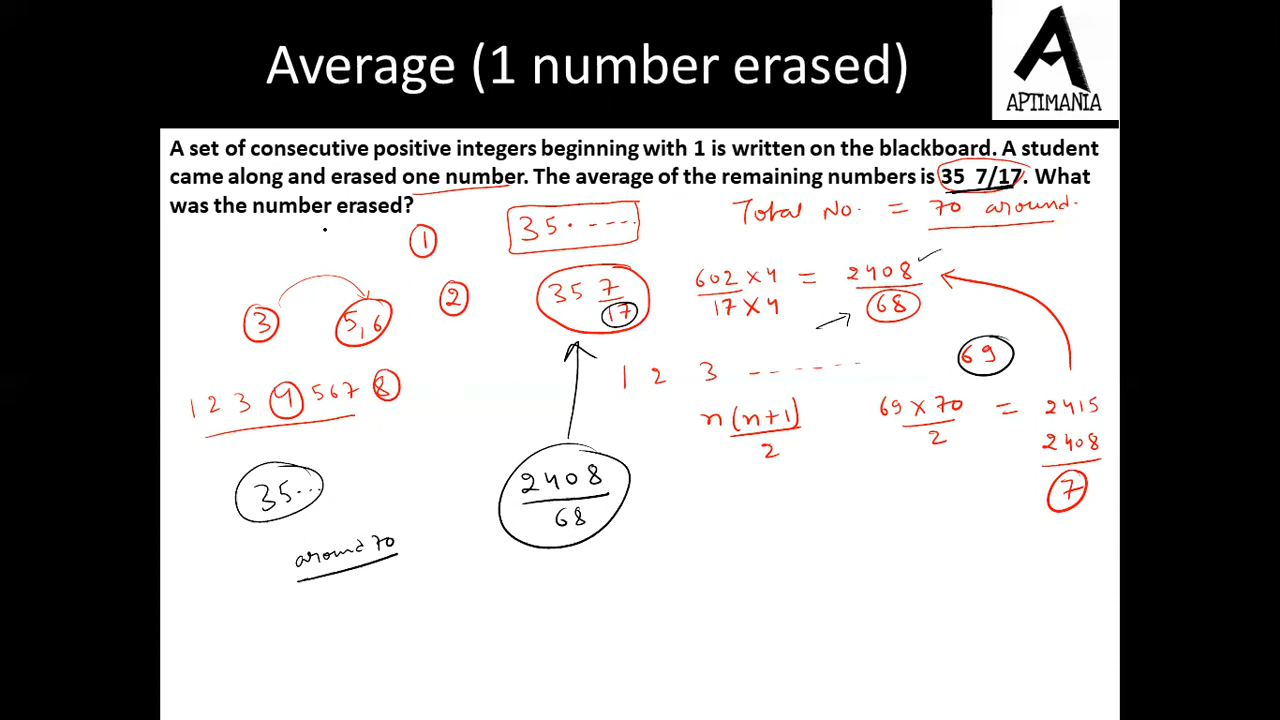 Average (1 number erased)
A
APTIMANIA
A set of consecutive positive integers beginning with 1 is written on the blackboard. A student
came along and erased one number. The average of the remaining numbers is 35 7/17. What
was the number erased?
Total No. = 70 around.
1
35.-----
2
35 7/17
602 × 4 / 17 × 4 = 2408 / 68
3 5,6
1 2 3 --------
69
1 2 3 4 5 6 7 8
n(n+1) / 2
69 × 70 / 2 = 2415
2408
7
35...
2408 / 68
around 70